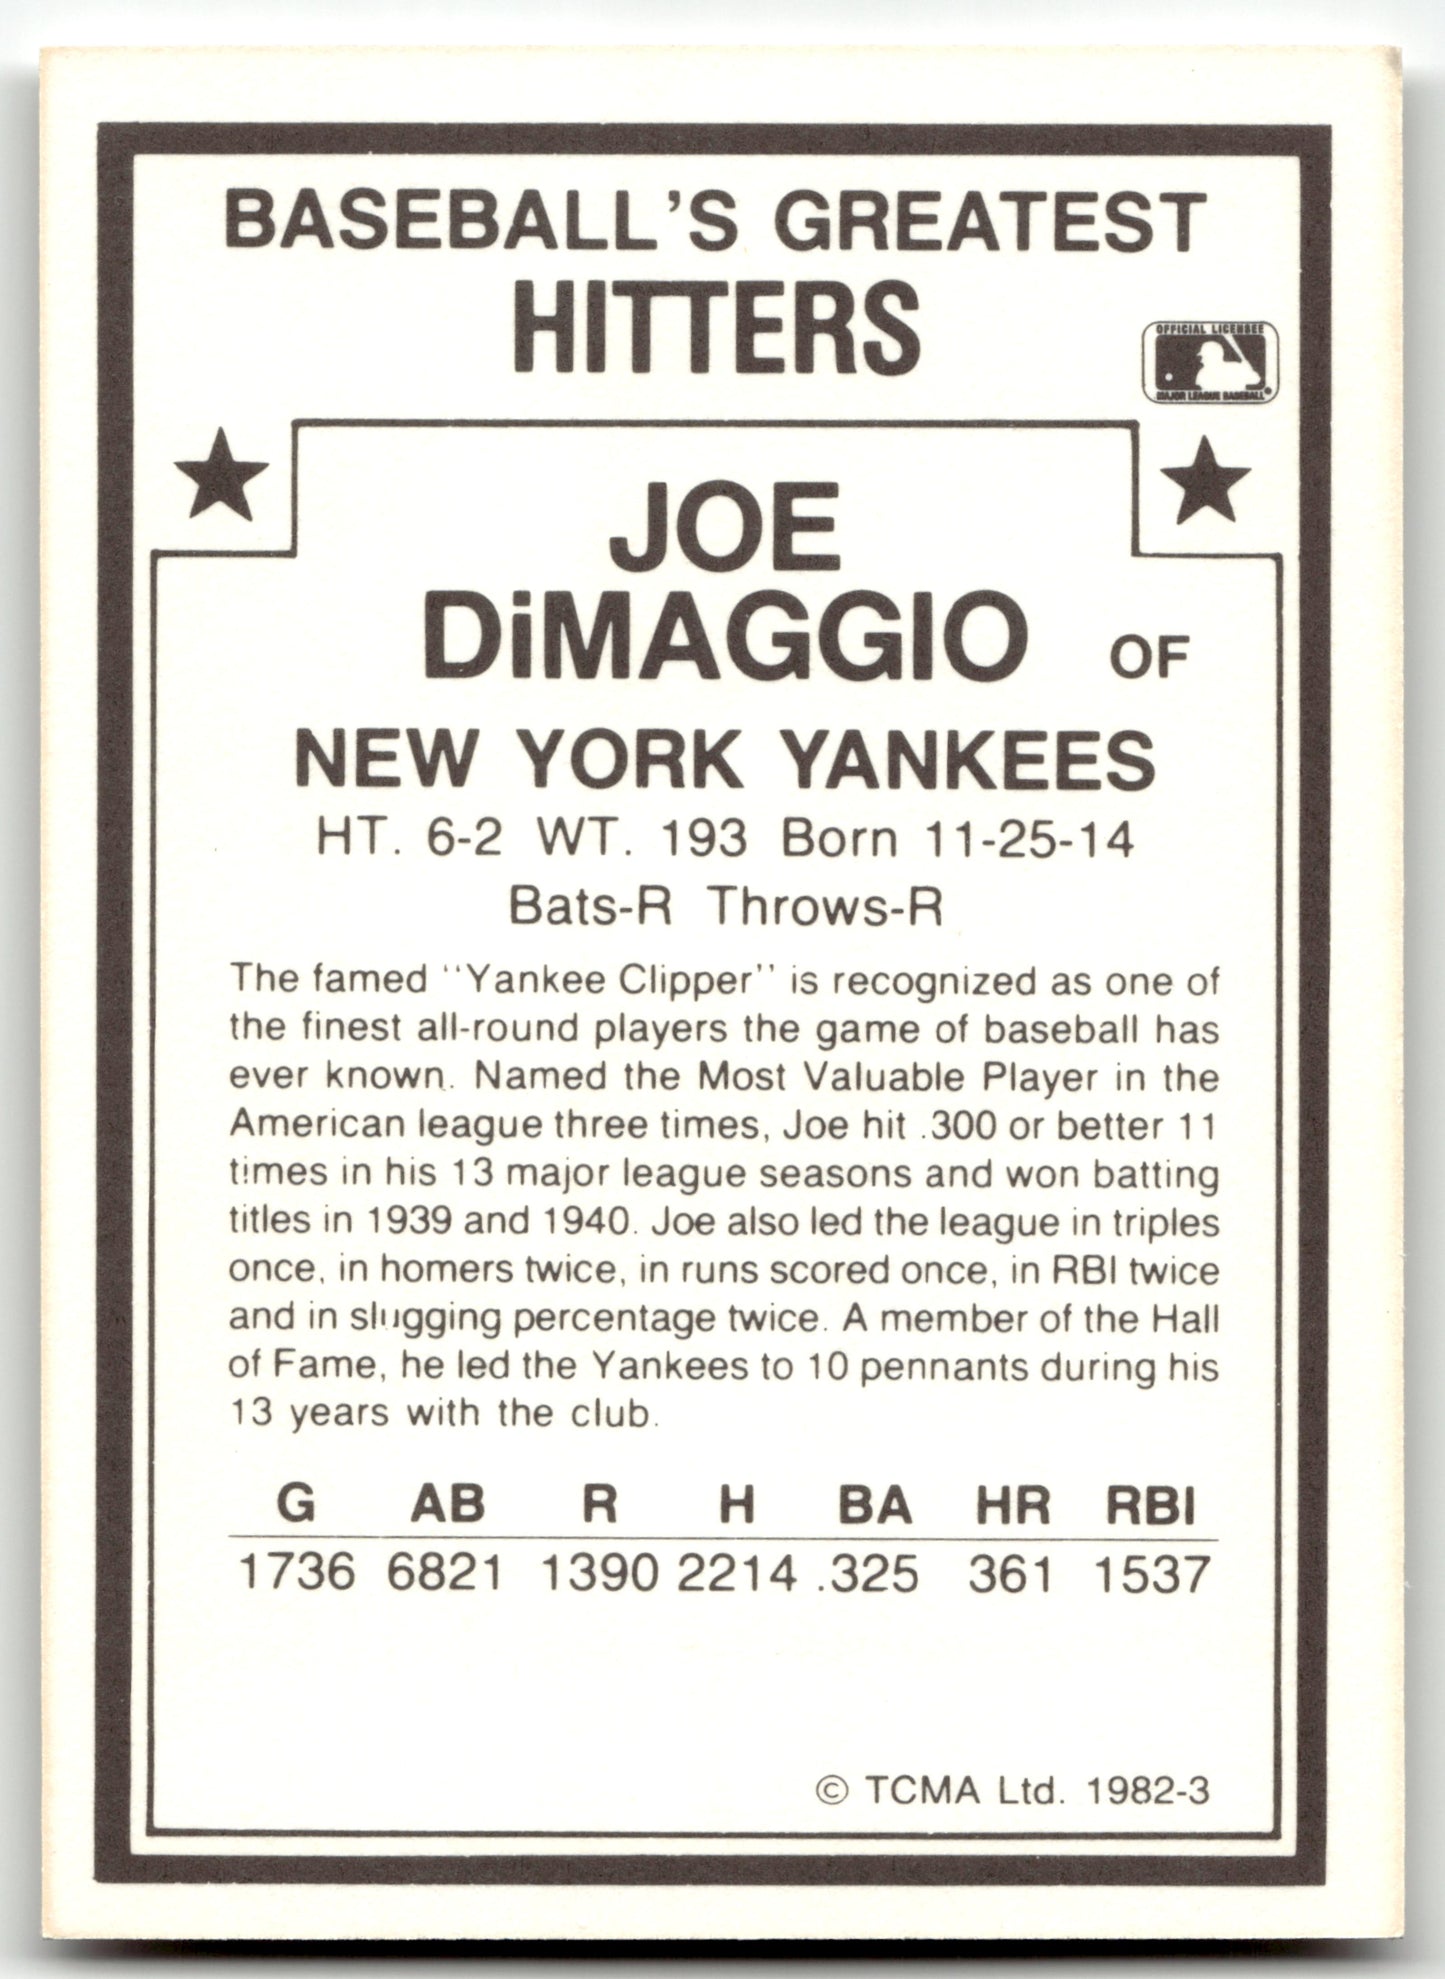 BASEBALL'S GREATEST
HITTERS
OFFICIAL LICENSEE
MAJOR LEAGUE BASEBALL®
JOE
DiMAGGIO OF
NEW YORK YANKEES
HT. 6-2 WT. 193 Born 11-25-14
Bats-R Throws-R
The famed ''Yankee Clipper'' is recognized as one of
the finest all-round players the game of baseball has
ever known. Named the Most Valuable Player in the
American league three times, Joe hit .300 or better 11
times in his 13 major league seasons and won batting
titles in 1939 and 1940. Joe also led the league in triples
once, in homers twice, in runs scored once, in RBI twice
and in slugging percentage twice. A member of the Hall
of Fame, he led the Yankees to 10 pennants during his
13 years with the club.
G AB R H BA HR RBI
1736 6821 1390 2214 .325 361 1537
© TCMA Ltd. 1982-3